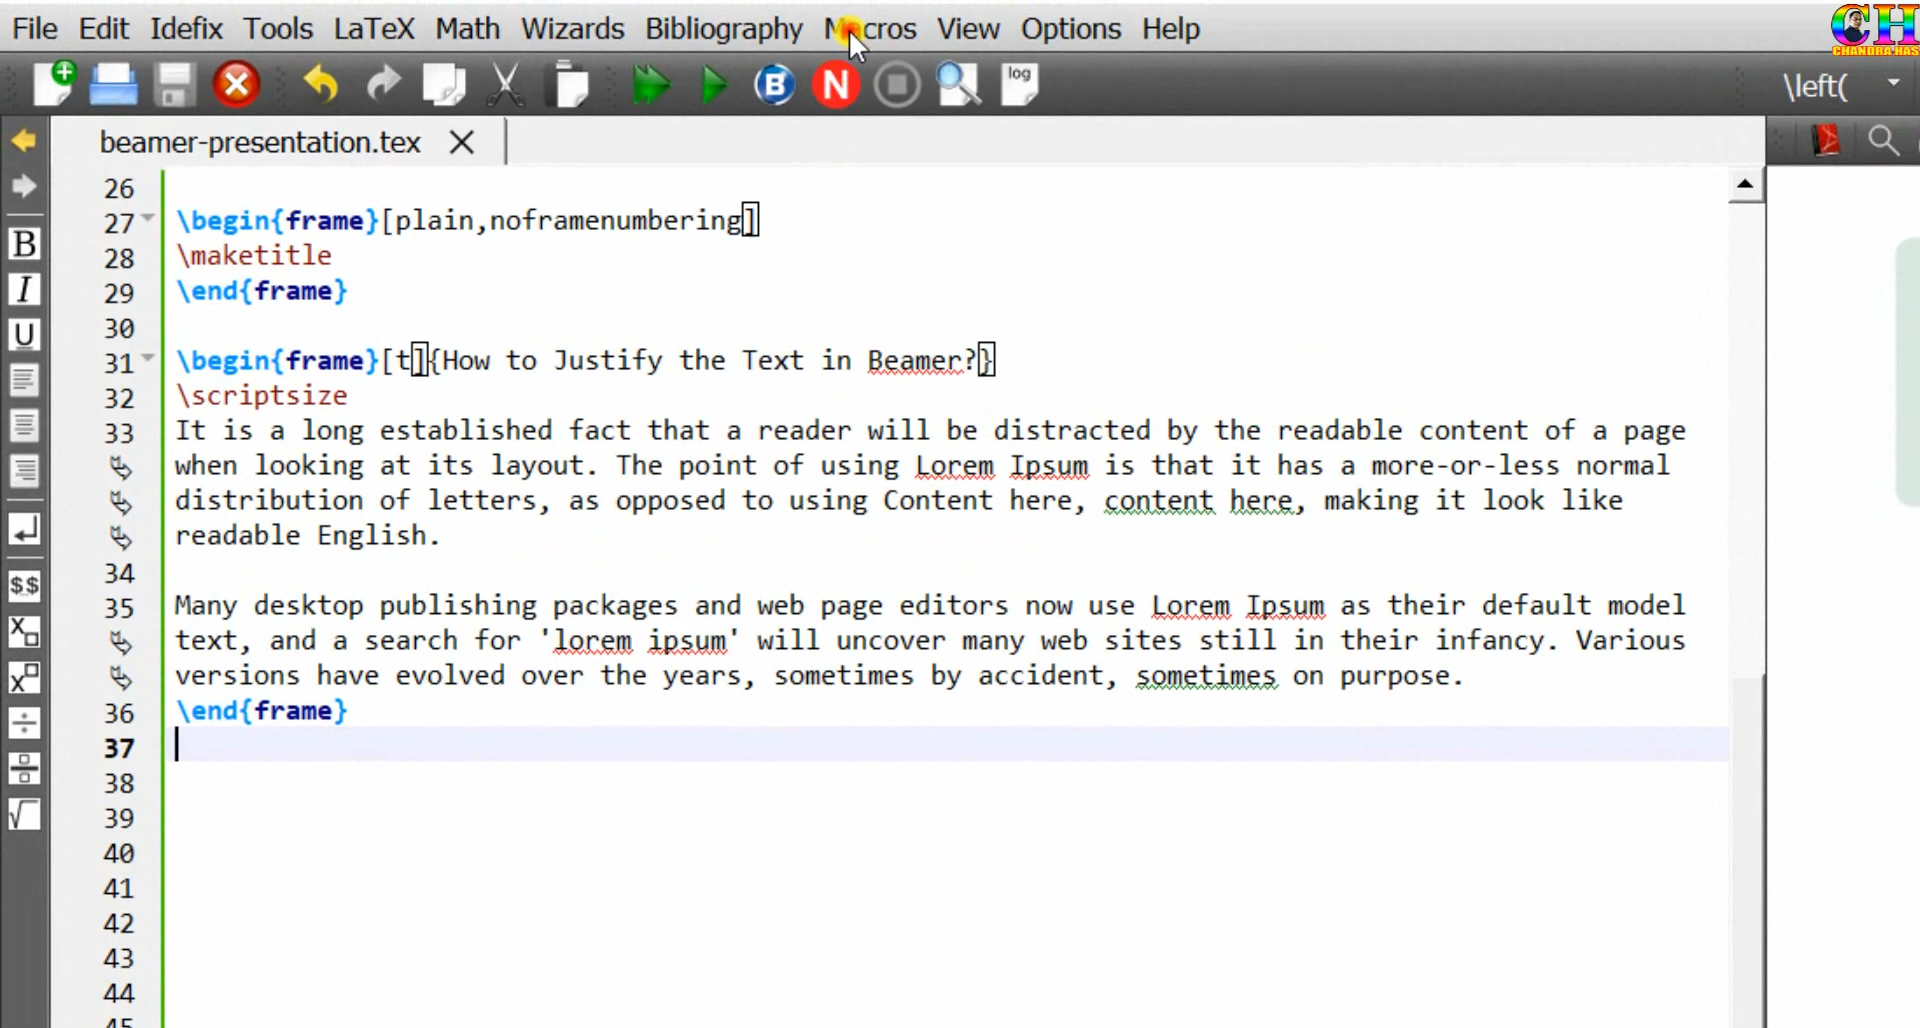 File Edit Idefix Tools LaTeX Math Wizards Bibliography Macros View Options Help
CH
CHANDRA HAS
B N log \left(
beamer-presentation.tex
26
27 \begin{frame}[plain,noframenumbering]
28 \maketitle
29 \end{frame}
30
31 \begin{frame}[t]{How to Justify the Text in Beamer?}
32 \scriptsize
33 It is a long established fact that a reader will be distracted by the readable content of a page
when looking at its layout. The point of using Lorem Ipsum is that it has a more-or-less normal
distribution of letters, as opposed to using Content here, content here, making it look like
readable English.
34
35 Many desktop publishing packages and web page editors now use Lorem Ipsum as their default model
text, and a search for 'lorem ipsum' will uncover many web sites still in their infancy. Various
versions have evolved over the years, sometimes by accident, sometimes on purpose.
36 \end{frame}
37
38
39
40
41
42
43
44
45
B
I
U
$$
X
X
÷
÷
√